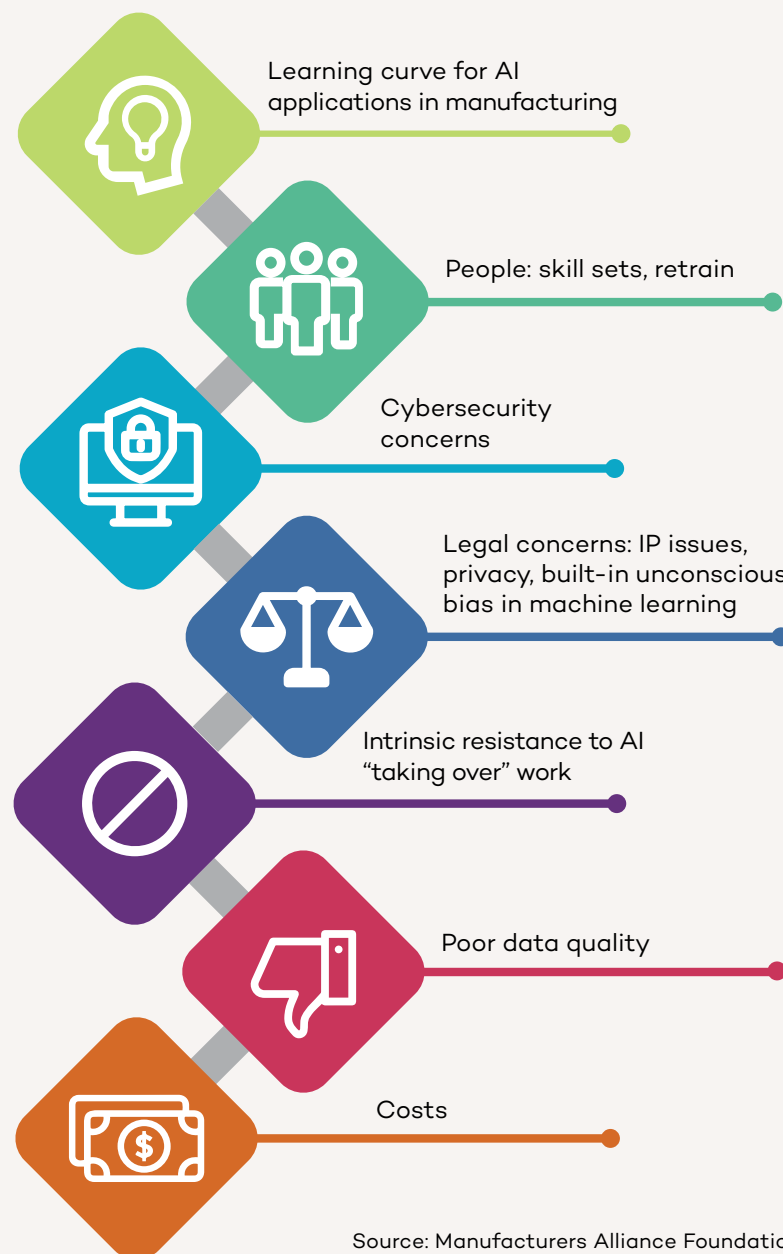 Learning curve for AI
applications in manufacturing
People: skill sets, retrain
Cybersecurity
concerns
Legal concerns: IP issues,
privacy, built-in unconscious
bias in machine learning
Intrinsic resistance to AI
“taking over” work
Poor data quality
$
Costs
Source: Manufacturers Alliance Foundatio